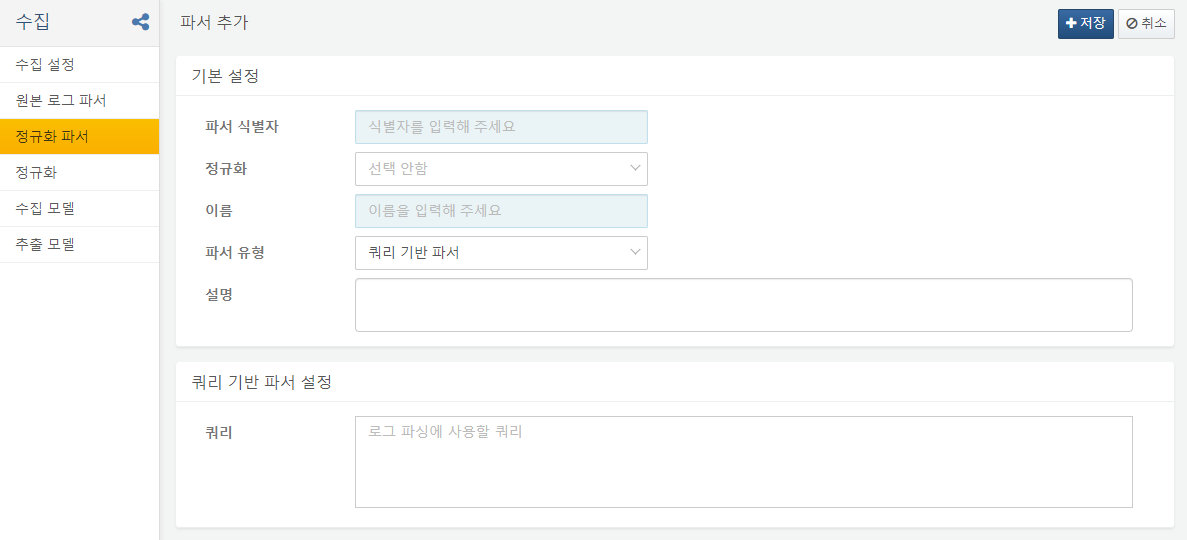 수집
수집 설정
원본 로그 파서
정규화 파서
정규화
수집 모델
추출 모델
파서 추가
저장
취소
기본 설정
파서 식별자
식별자를 입력해 주세요
정규화
선택 안함
이름
이름을 입력해 주세요
파서 유형
쿼리 기반 파서
설명
쿼리 기반 파서 설정
쿼리
로그 파싱에 사용할 쿼리